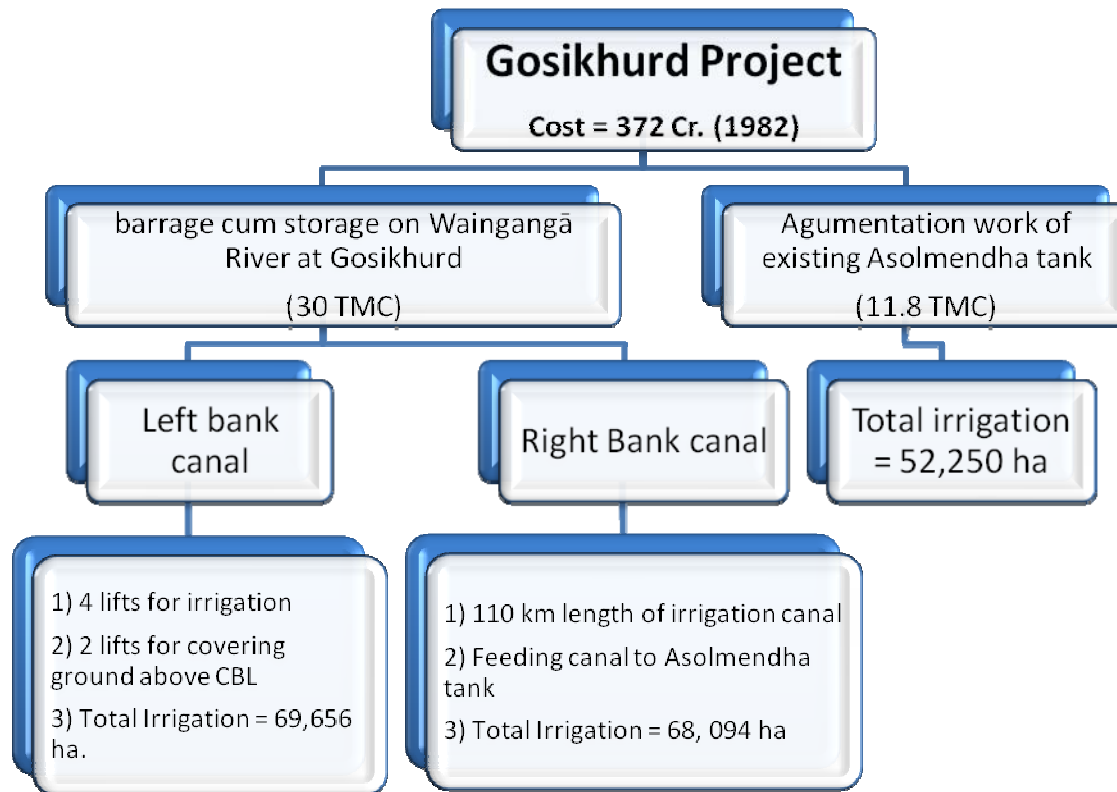 Gosikhurd Project
Cost = 372 Cr. (1982)
barrage cum storage on Waingangā
River at Gosikhurd
(30 TMC)
Agumentation work of
existing Asolmendha tank
(11.8 TMC)
Left bank
canal
Right Bank canal
Total irrigation
= 52,250 ha
1) 4 lifts for irrigation
2) 2 lifts for covering
ground above CBL
3) Total Irrigation = 69,656
ha.
1) 110 km length of irrigation canal
2) Feeding canal to Asolmendha
tank
3) Total Irrigation = 68, 094 ha